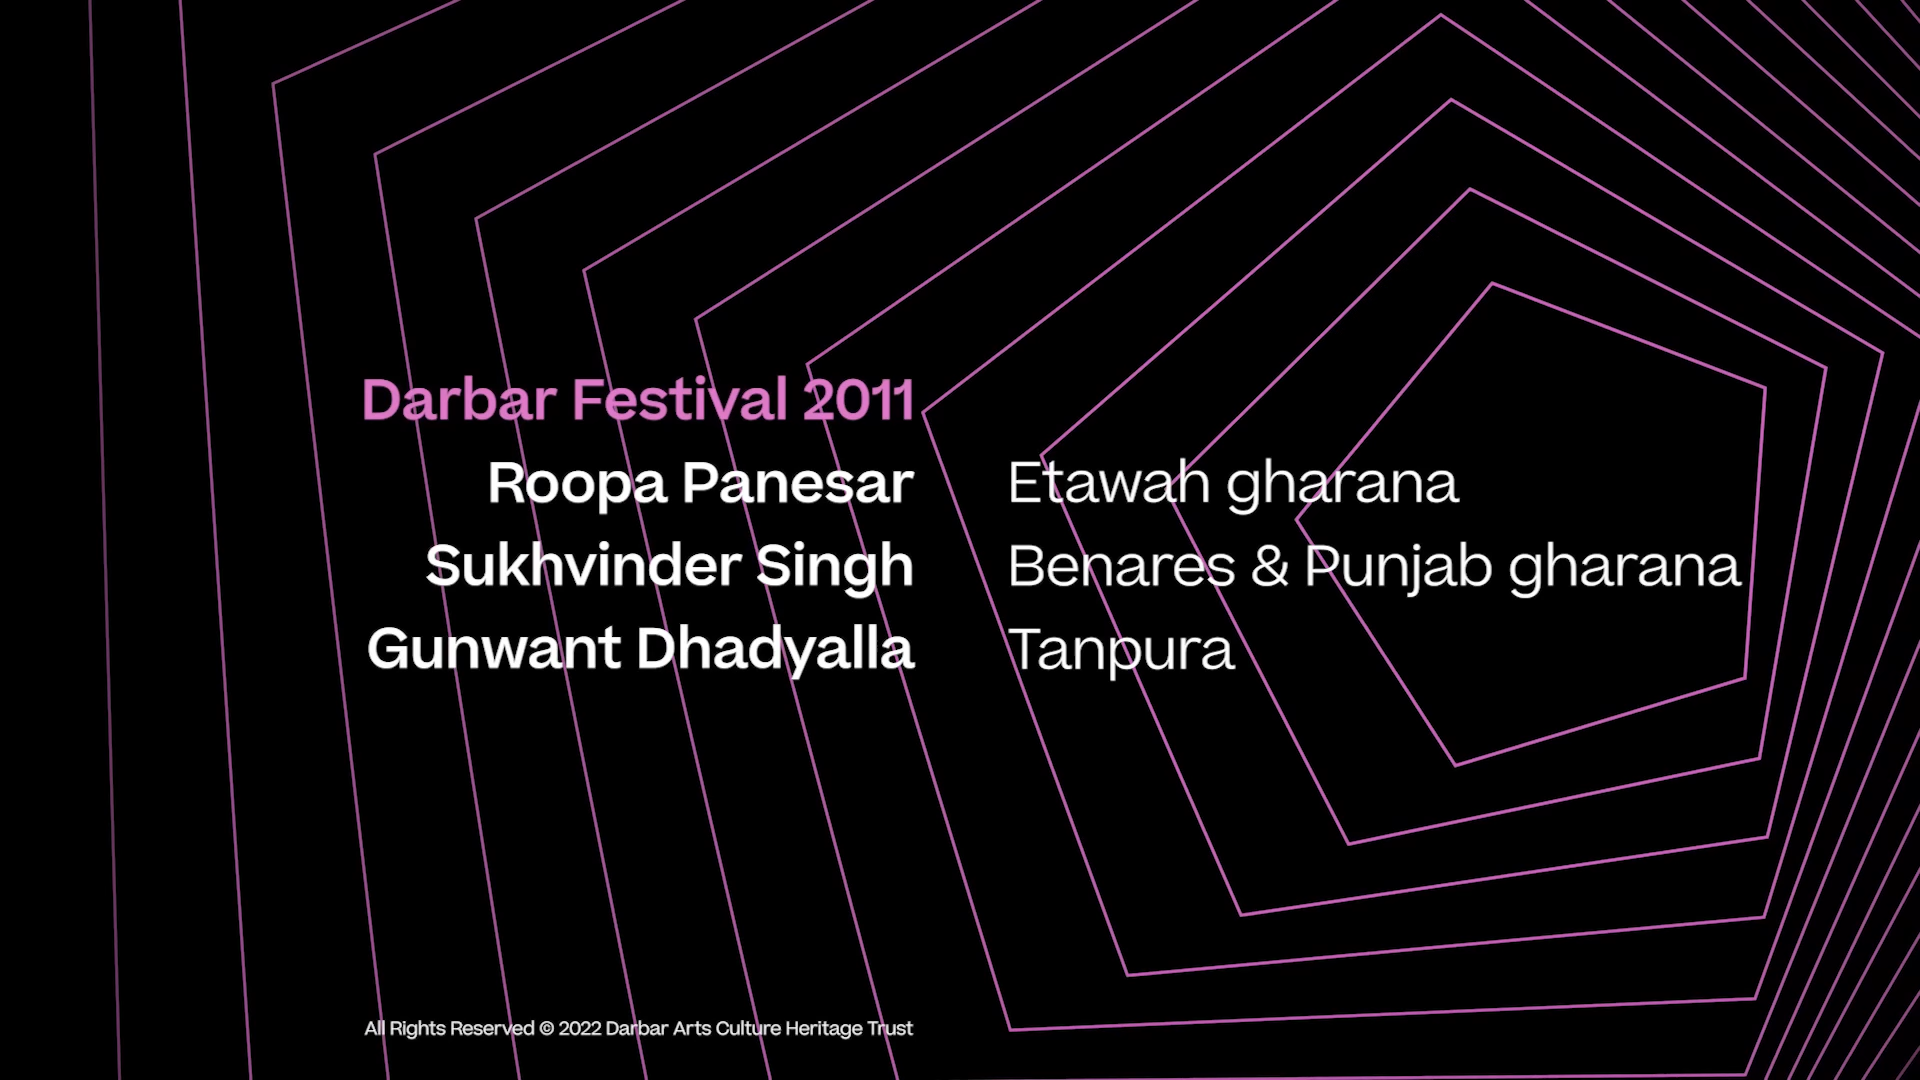 Darbar Festival 2011
Roopa Panesar Etawah gharana
Sukhvinder Singh Benares & Punjab gharana
Gunwant Dhadyalla Tanpura
All Rights Reserved © 2022 Darbar Arts Culture Heritage Trust